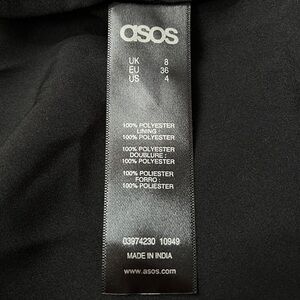 asos
UK 8
EU 36
US 4
100% POLYESTER
LINING :
100% POLYESTER
100% POLYESTER
DOUBLURE :
100% POLYESTER
100% POLIESTER
FORRO :
100% POLIESTER
03974230 10949
MADE IN INDIA
www.asos.com